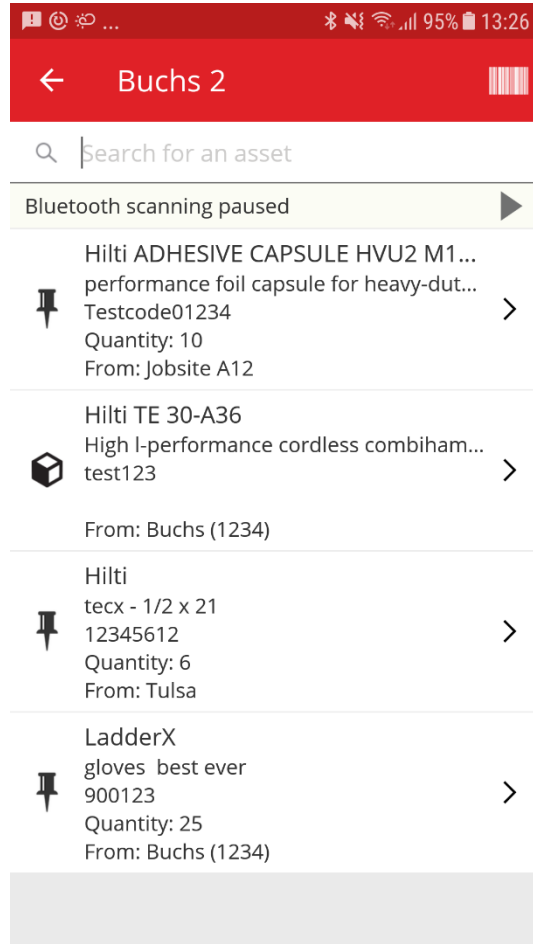 ... 95% 13:26
Buchs 2
Search for an asset
Bluetooth scanning paused
Hilti ADHESIVE CAPSULE HVU2 M1...
performance foil capsule for heavy-dut...
Testcode01234
Quantity: 10
From: Jobsite A12
Hilti TE 30-A36
High l-performance cordless combiham...
test123
From: Buchs (1234)
Hilti
tecx - 1/2 x 21
12345612
Quantity: 6
From: Tulsa
LadderX
gloves  best ever
900123
Quantity: 25
From: Buchs (1234)